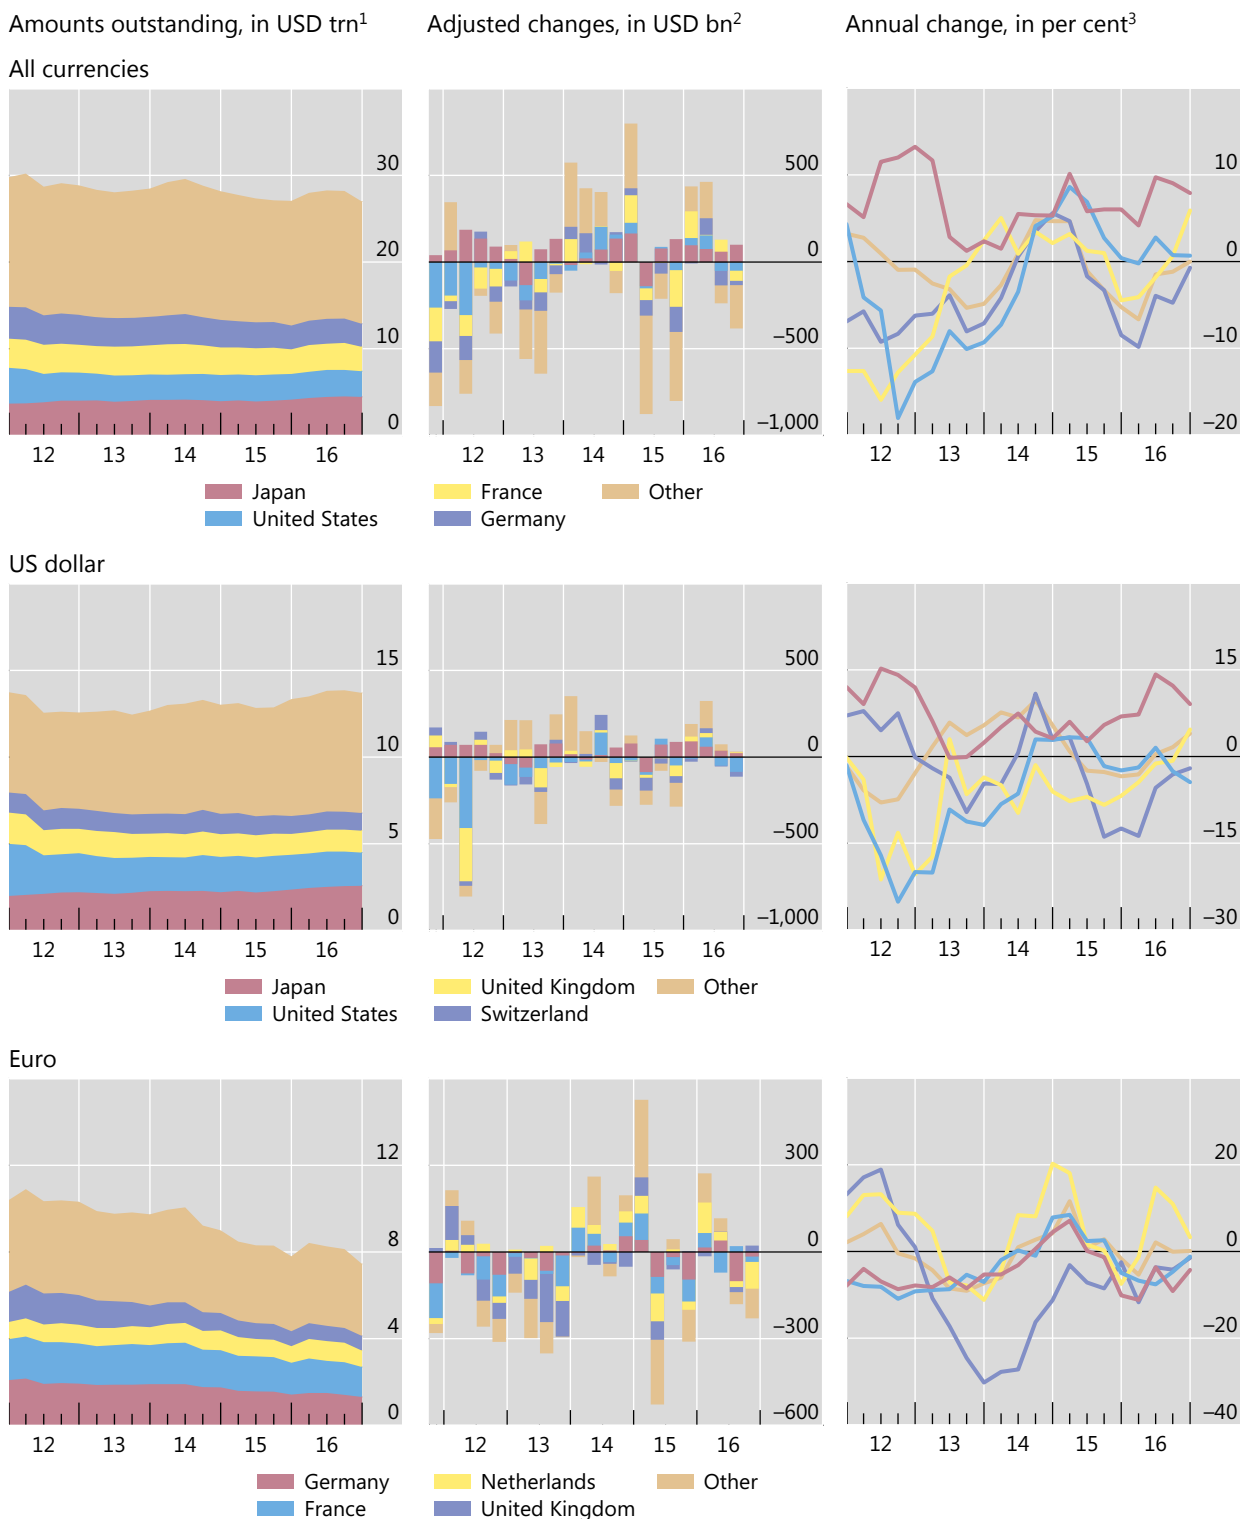 Amounts outstanding, in USD trn1 Adjusted changes, in USD bn2 Annual change, in per cent3
All currencies
30 500 10
20 0 0
10 −500 −10
0 −1,000 −20
12 13 14 15 16 12 13 14 15 16 12 13 14 15 16
Japan France Other
United States Germany
US dollar
15 500 15
10 0 0
5 −500 −15
0 −1,000 −30
12 13 14 15 16 12 13 14 15 16 12 13 14 15 16
Japan United Kingdom Other
United States Switzerland
Euro
12 300 20
8 0 0
4 −300 −20
0 −600 −40
12 13 14 15 16 12 13 14 15 16 12 13 14 15 16
Germany Netherlands Other
France United Kingdom